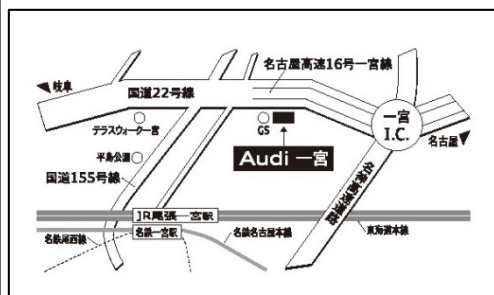 名古屋高速16号一宮線
岐阜
国道22号線
一宮
I.C.
テラスウォーク一宮
GS
名古屋
平島公園
Audi 一宮
国道155号線
名神高速道路
JR尾張一宮駅
名鉄尾西線
名鉄一宮駅
名鉄名古屋本線
東海道本線